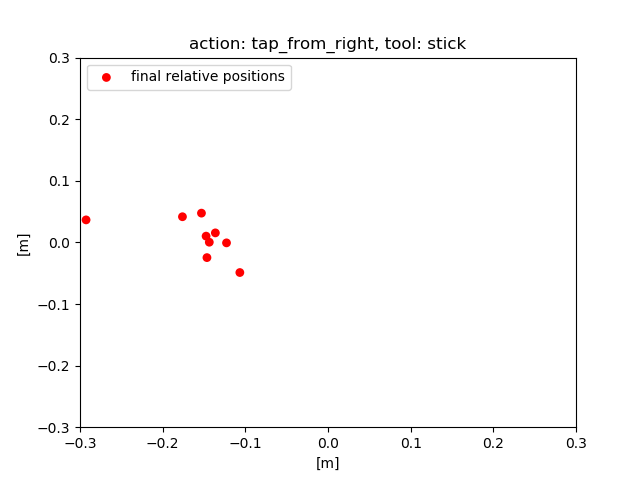 action: tap_from_right, tool: stick
final relative positions
0.3
0.2
0.1
0.0
−0.1
−0.2
−0.3
[m]
−0.3 −0.2 −0.1 0.0 0.1 0.2 0.3
[m]